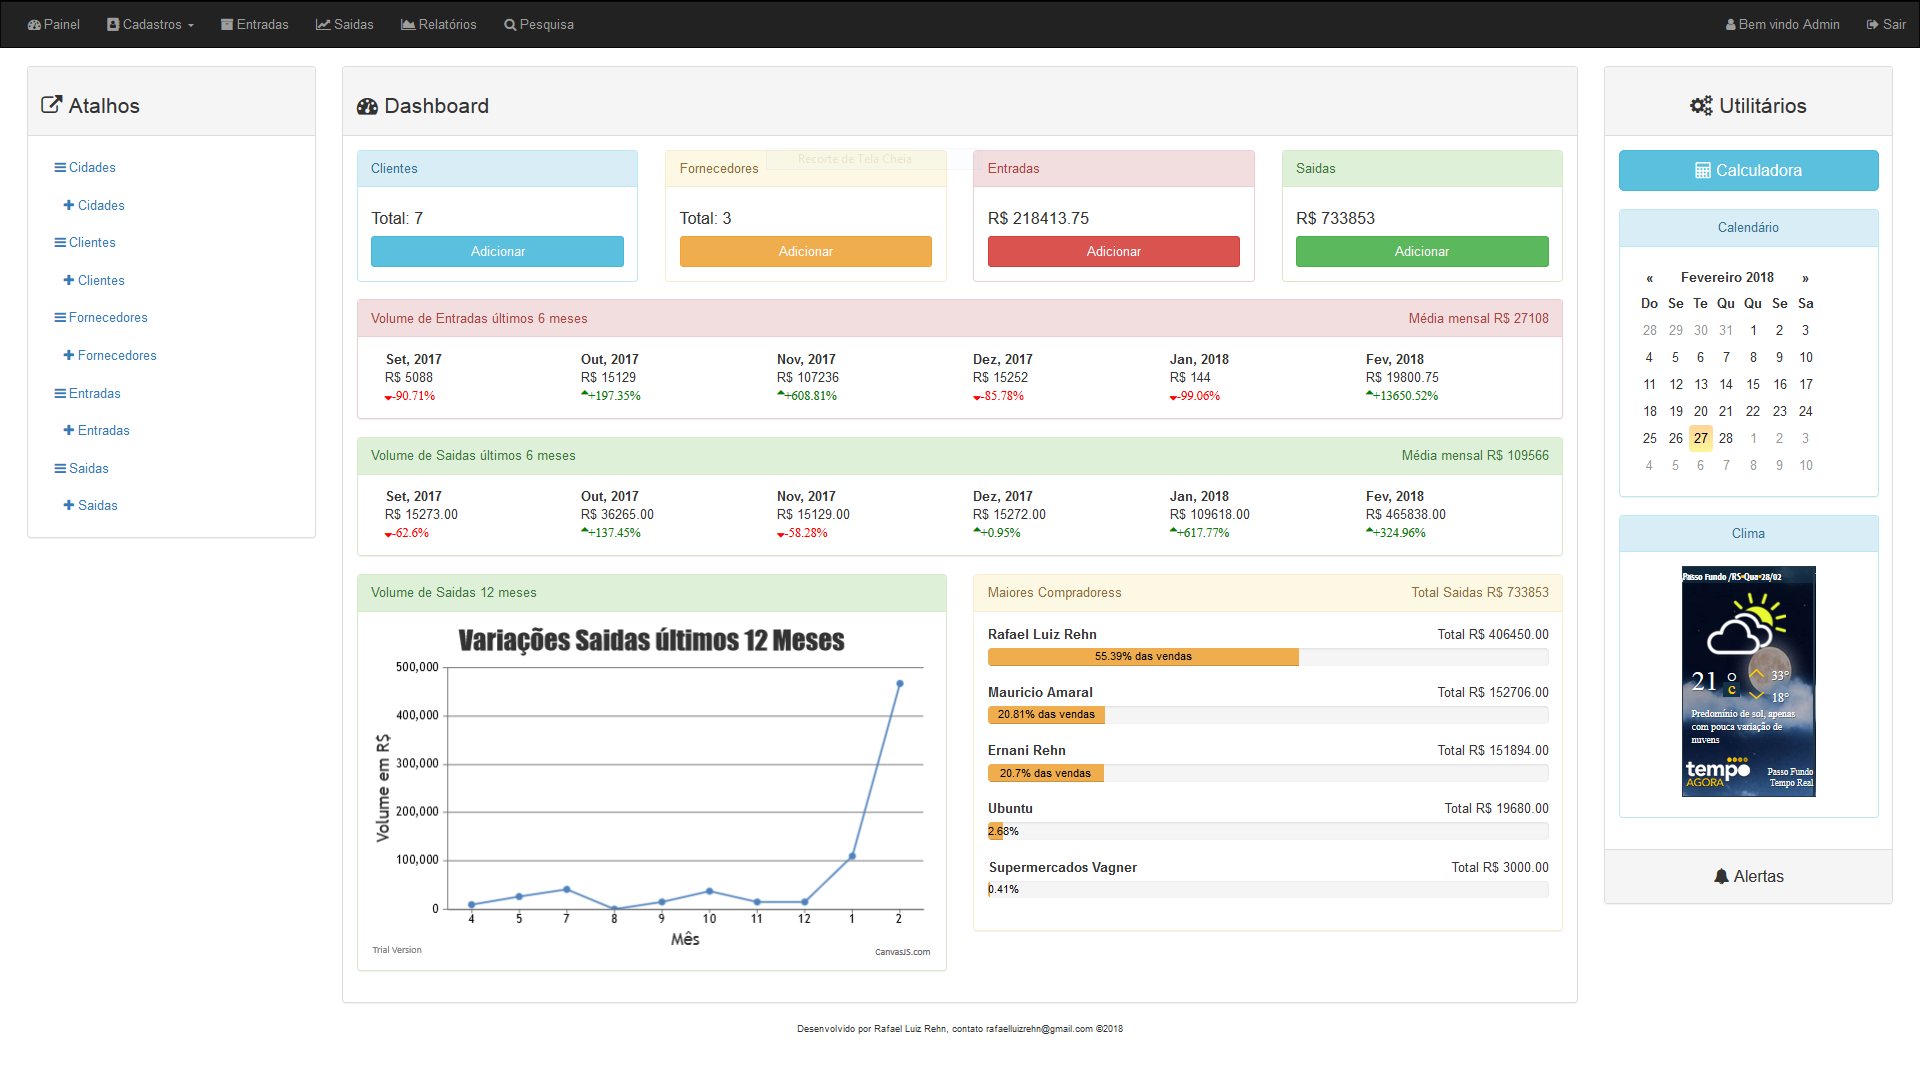 Painel Cadastros Entradas Saidas Relatórios Pesquisa Bem vindo Admin Sair
Atalhos
Cidades
Cidades
Clientes
Clientes
Fornecedores
Fornecedores
Entradas
Entradas
Saidas
Saidas
Dashboard
Recorte de Tela Cheia
Clientes
Total: 7
Adicionar
Fornecedores
Total: 3
Adicionar
Entradas
R$ 218413.75
Adicionar
Saidas
R$ 733853
Adicionar
Volume de Entradas últimos 6 meses Média mensal R$ 27108
Set, 2017 Out, 2017 Nov, 2017 Dez, 2017 Jan, 2018 Fev, 2018
R$ 5088 R$ 15129 R$ 107236 R$ 15252 R$ 144 R$ 19800.75
-90.71% +197.35% +608.81% -85.78% -99.06% +13650.52%
Volume de Saidas últimos 6 meses Média mensal R$ 109566
Set, 2017 Out, 2017 Nov, 2017 Dez, 2017 Jan, 2018 Fev, 2018
R$ 15273.00 R$ 36265.00 R$ 15129.00 R$ 15272.00 R$ 109618.00 R$ 465838.00
-62.6% +137.45% -58.28% +0.95% +617.77% +324.96%
Volume de Saidas 12 meses
Variações Saidas últimos 12 Meses
Volume em R$
500,000
400,000
300,000
200,000
100,000
0
4 5 7 8 9 10 11 12 1 2
Mês
Trial Version CanvasJS.com
Maiores Compradoress Total Saidas R$ 733853
Rafael Luiz Rehn Total R$ 406450.00
55.39% das vendas
Mauricio Amaral Total R$ 152706.00
20.81% das vendas
Ernani Rehn Total R$ 151894.00
20.7% das vendas
Ubuntu Total R$ 19680.00
2.68%
Supermercados Vagner Total R$ 3000.00
0.41%
Utilitários
Calculadora
Calendário
« Fevereiro 2018 »
Do Se Te Qu Qu Se Sa
28 29 30 31 1 2 3
4 5 6 7 8 9 10
11 12 13 14 15 16 17
18 19 20 21 22 23 24
25 26 27 28 1 2 3
4 5 6 7 8 9 10
Clima
Passo Fundo /RS•Qua•28/02
21 º C 33º
18º
Predomínio de sol, apenas
com pouca variação de
nuvens
tempo AGORA
Passo Fundo
Tempo Real
Alertas
Desenvolvido por Rafael Luiz Rehn, contato rafaelluizrehn@gmail.com ©2018